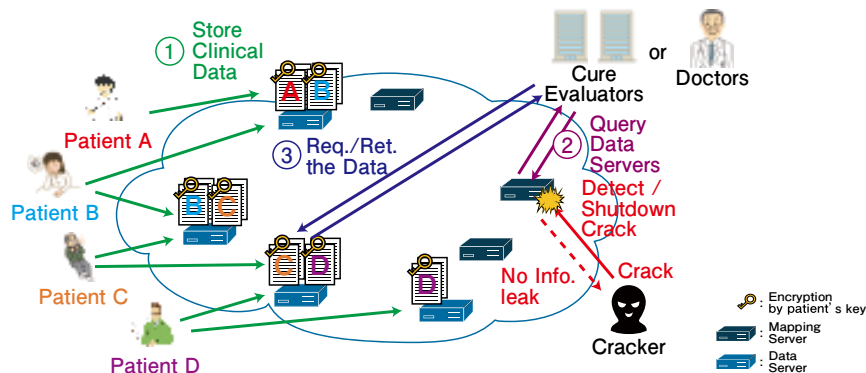 ① Store
Clinical
Data
A B
Patient A
Cure
Evaluators
or
Doctors
③ Req./Ret.
the Data
② Query
Data
Servers
Patient B
B C
Detect /
Shutdown
Crack
Patient C
C D
D
No Info.
leak
Crack
Patient D
Cracker
: Encryption
by patient's key
: Mapping
Server
: Data
Server